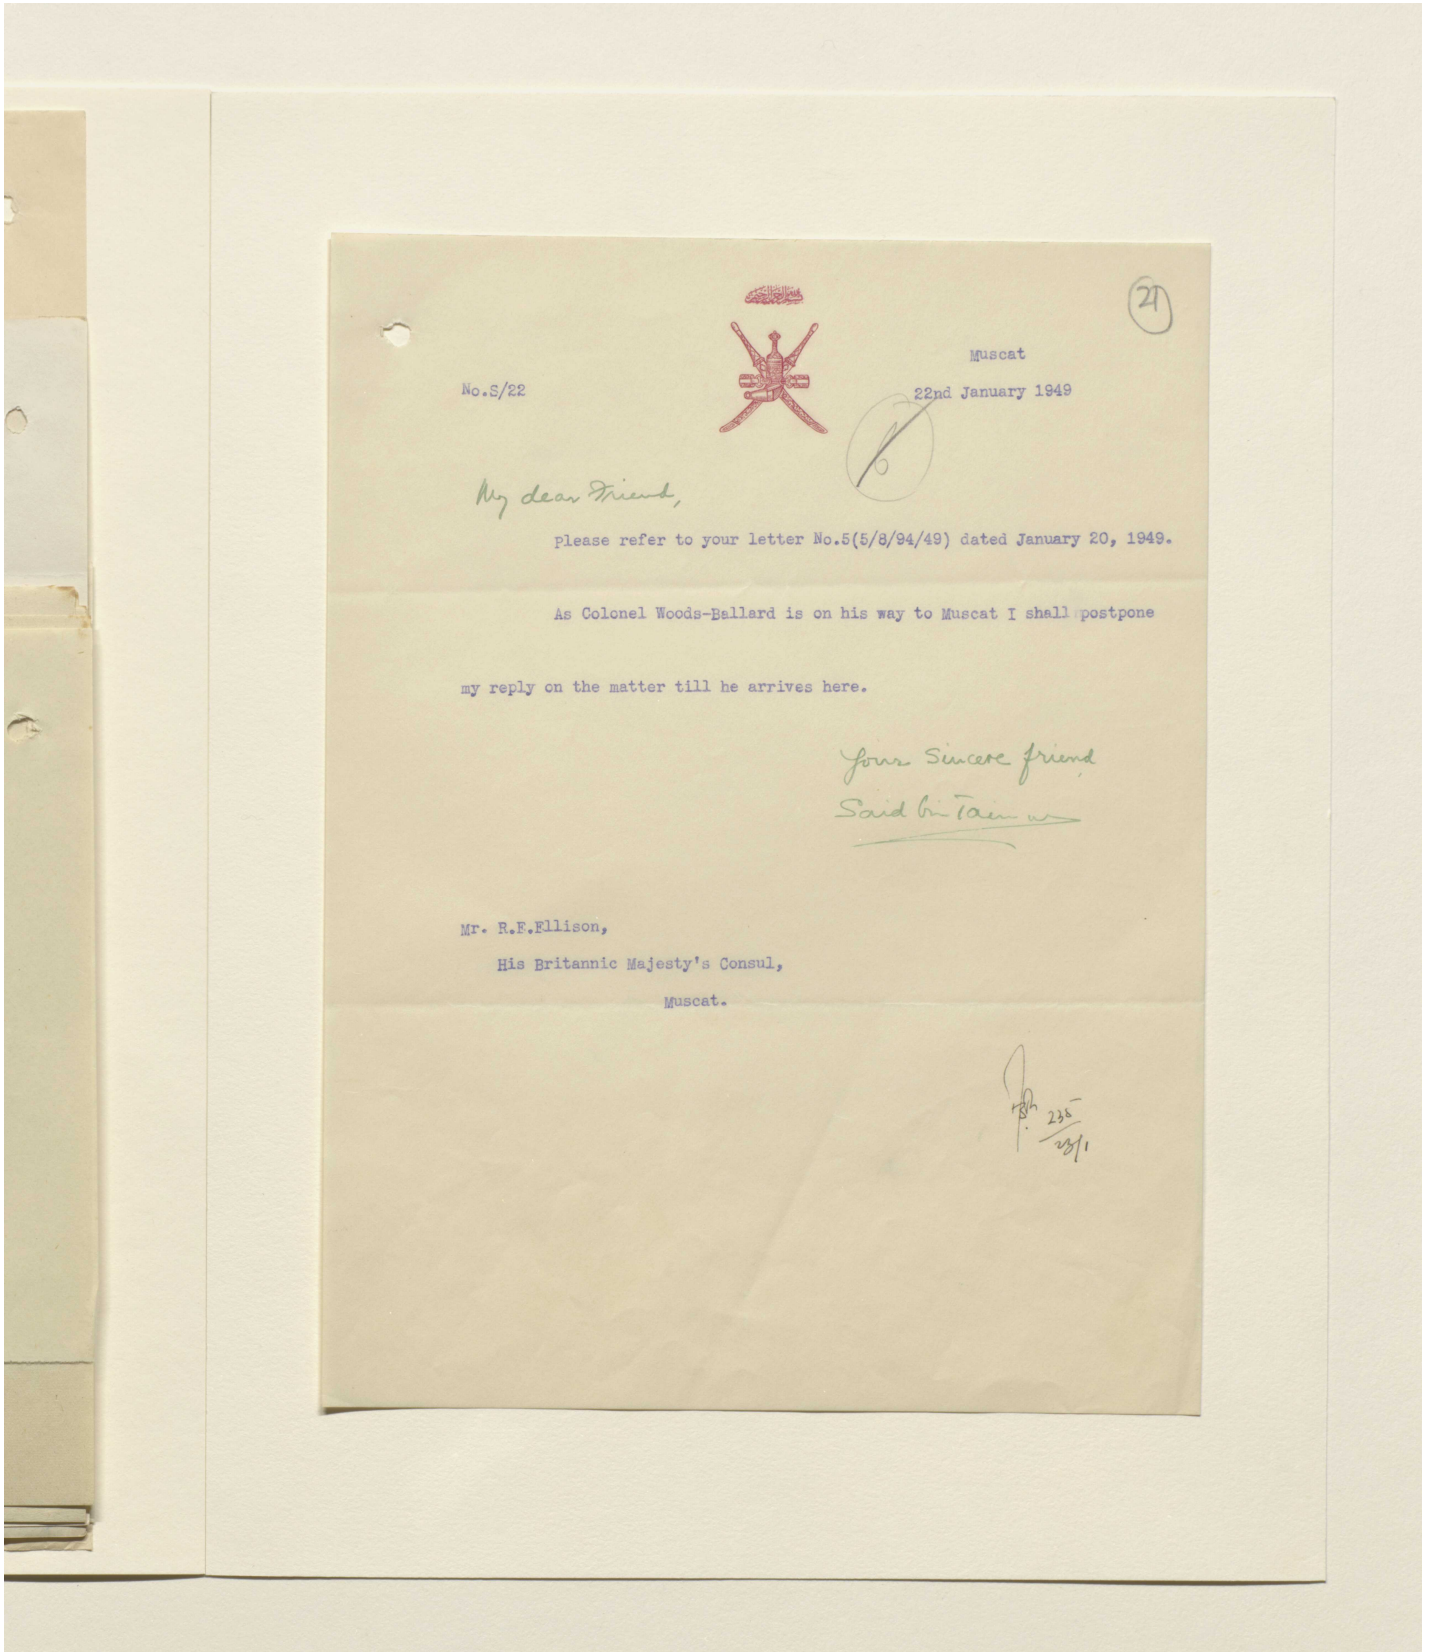 21
Muscat
No.S/22
22nd January 1949
6
My dear Friend,
Please refer to your letter No.5(5/8/94/49) dated January 20, 1949.
As Colonel Woods-Ballard is on his way to Muscat I shall postpone
my reply on the matter till he arrives here.
Your Sincere friend
Said bin Taimur
Mr. R.F.Ellison,
His Britannic Majesty's Consul,
Muscat.
235
23/1